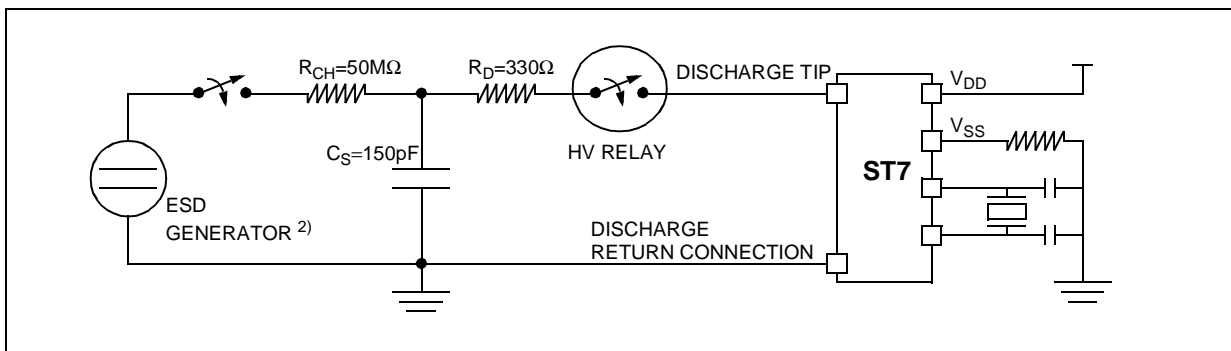 R_CH=50MΩ
R_D=330Ω
DISCHARGE TIP
V_DD
V_SS
C_S=150pF
HV RELAY
ST7
ESD
GENERATOR 2)
DISCHARGE
RETURN CONNECTION